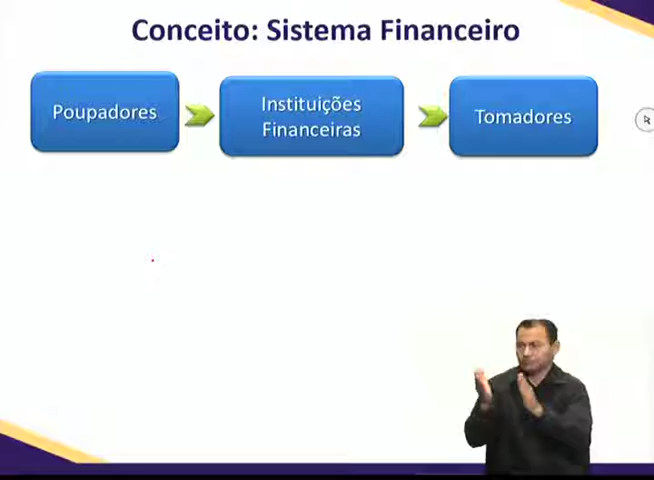 Conceito: Sistema Financeiro
Poupadores
Instituições
Financeiras
Tomadores